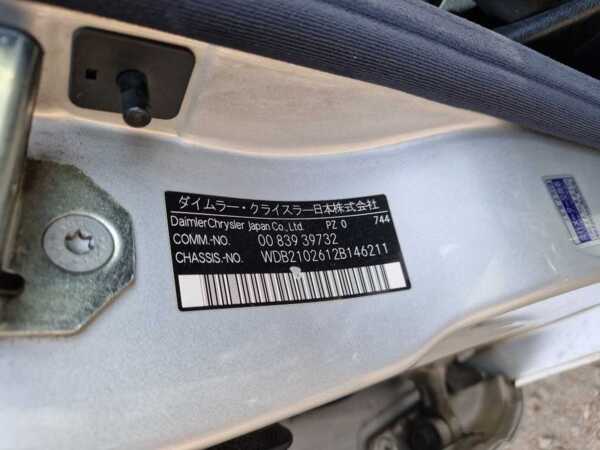 ダイムラー・クライスラー日本株式会社
DaimlerChrysler Japan Co.,Ltd. PZ 0 744
COMM.-NO. 00 839 39732
CHASSIS.-NO. WDB2102612B146211